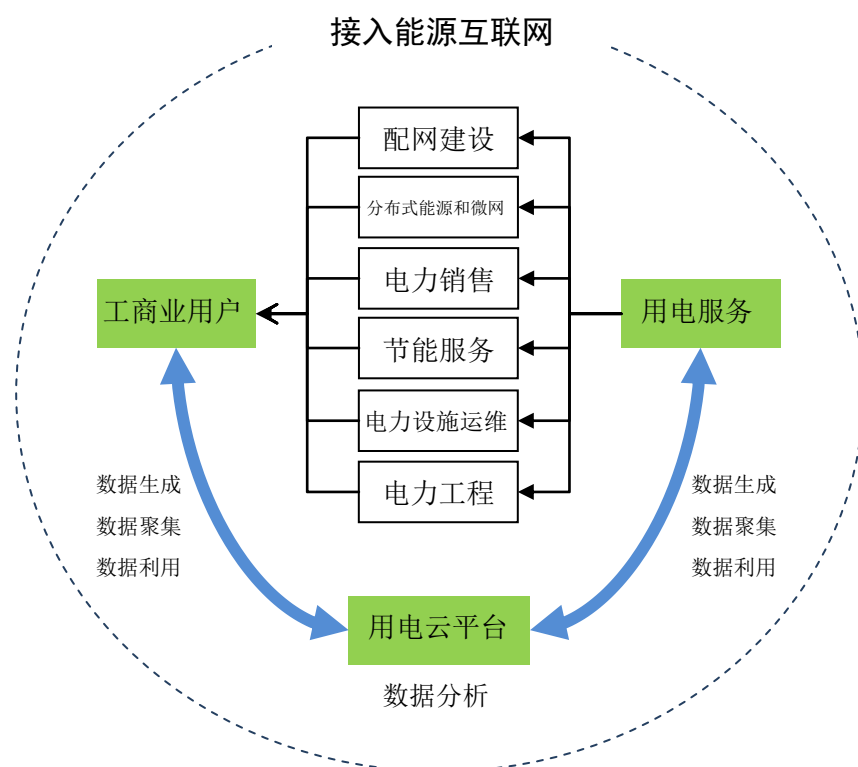 接入能源互联网
配网建设
分布式能源和微网
电力销售
工商业用户
用电服务
节能服务
电力设施运维
电力工程
数据生成
数据聚集
数据利用
数据生成
数据聚集
数据利用
用电云平台
数据分析